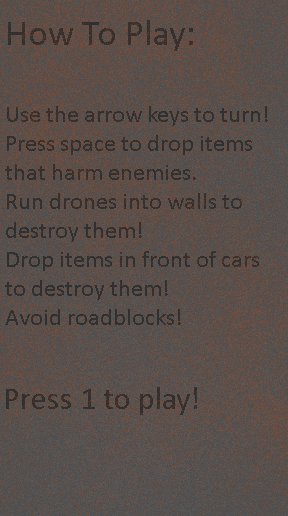 How To Play:
Use the arrow keys to turn!
Press space to drop items
that harm enemies.
Run drones into walls to
destroy them!
Drop items in front of cars
to destroy them!
Avoid roadblocks!
Press 1 to play!